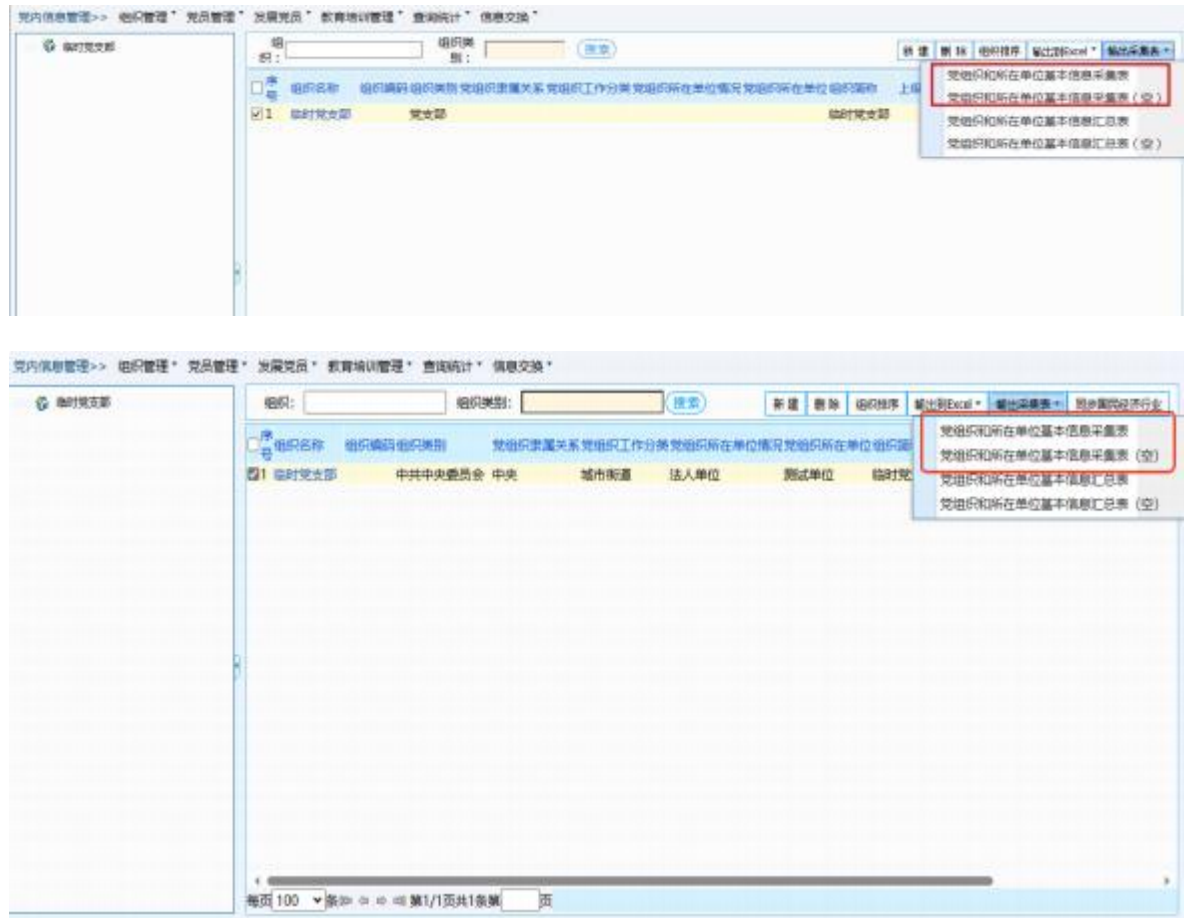 党内信息管理>> 组织管理 党员管理 发展党员 教育培训管理 查询统计 信息交换
临时党支部
组织： 组织类别： 搜索 新 建 删 除 组织排序 输出到Excel 输出采集表
序号 组织名称 组织编码 组织类别 党组织隶属关系 党组织工作分类 党组织所在单位情况 党组织所在单位 组织简称 上级
1 临时党支部 党支部 临时党支部
党组织和所在单位基本信息采集表
党组织和所在单位基本信息采集表（空）
党组织和所在单位基本信息汇总表
党组织和所在单位基本信息汇总表（空）
党内信息管理>> 组织管理 党员管理 发展党员 教育培训管理 查询统计 信息交换
临时党支部
组织： 组织类别： 搜索 新 建 删 除 组织排序 输出到Excel 输出采集表 同步国民经济行业
序号 组织名称 组织编码 组织类别 党组织隶属关系 党组织工作分类 党组织所在单位情况 党组织所在单位 组织简
1 临时党支部 中共中央委员会 中央 城市街道 法人单位 测试单位 临时党
党组织和所在单位基本信息采集表
党组织和所在单位基本信息采集表（空）
党组织和所在单位基本信息汇总表
党组织和所在单位基本信息汇总表（空）
每页 100 条 第1/1页共1条第 页